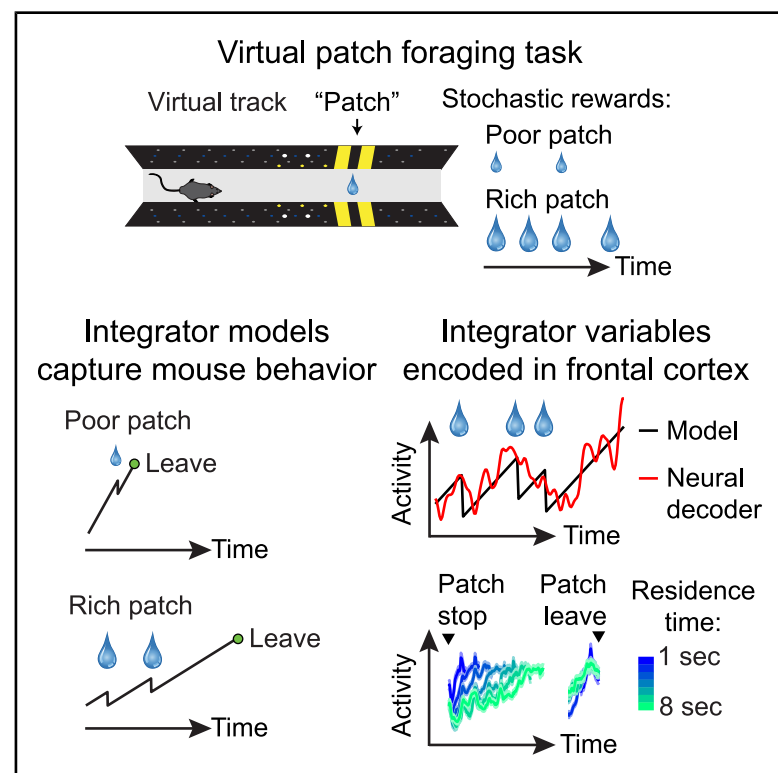 Virtual patch foraging task
Virtual track
“Patch”
Stochastic rewards:
Poor patch
Rich patch
Time
Integrator models
capture mouse behavior
Poor patch
Leave
Time
Rich patch
Leave
Time
Integrator variables
encoded in frontal cortex
Activity
Model
Neural
decoder
Time
Patch
stop
Patch
leave
Residence
time:
1 sec
8 sec
Activity
Time